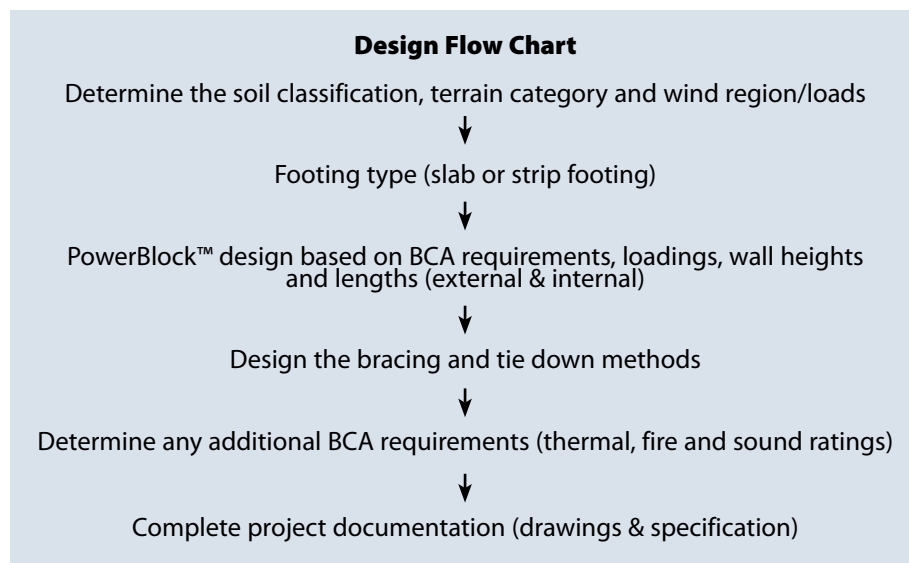 Design Flow Chart
Determine the soil classification, terrain category and wind region/loads
Footing type (slab or strip footing)
PowerBlock™ design based on BCA requirements, loadings, wall heights
and lengths (external & internal)
Design the bracing and tie down methods
Determine any additional BCA requirements (thermal, fire and sound ratings)
Complete project documentation (drawings & specification)